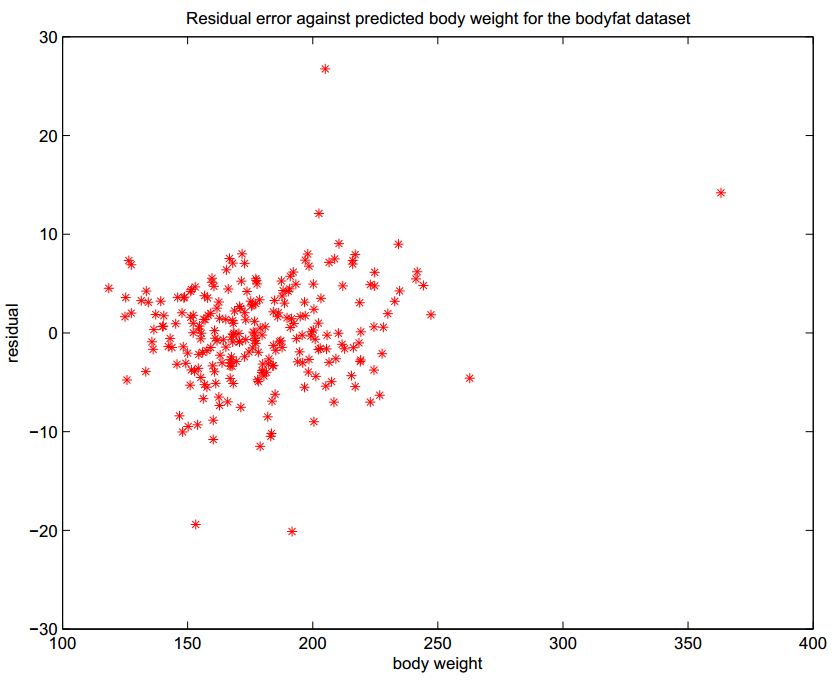 Residual error against predicted body weight for the bodyfat dataset
30
20
10
0
−10
−20
−30
residual
100 150 200 250 300 350 400
body weight